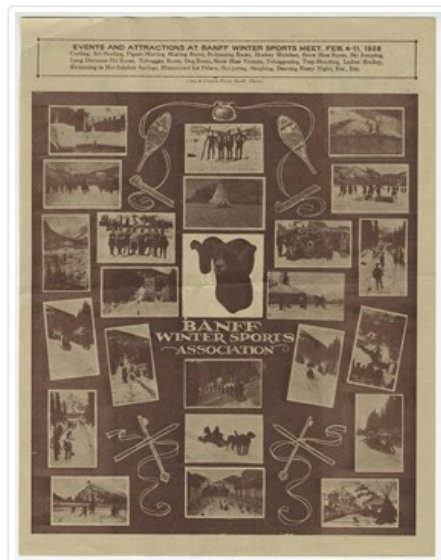 EVENTS AND ATTRACTIONS AT BANFF WINTER SPORTS MEET, FEB. 4-11, 1928
Curling, Art Skating, Figure Skating, Skating Races, Swimming Races, Hockey Matches, Snow Shoe Races, Ski Jumping,
Long Distance Ski Races, Toboggan Races, Dog Races, Snow Shoe Tramps, Tobogganing, Trap Shooting, Ladies' Hockey,
Swimming in Hot Sulphur Springs, Illuminated Ice Palace, Ski-joring, Sleighing, Dancing Every Night, Etc., Etc.
BANFF
WINTER SPORTS
ASSOCIATION